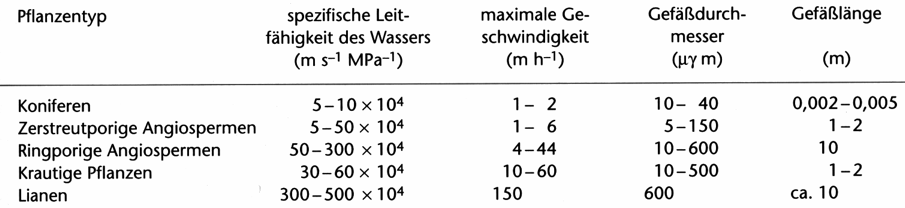 Pflanzentyp spezifische Leit- maximale Ge- Gefäßdurch- Gefäßlänge
fähigkeit des Wassers schwindigkeit messer
(m s⁻¹ MPa⁻¹) (m h⁻¹) (μγ m) (m)
Koniferen 5–10 × 10⁴ 1– 2 10– 40 0,002–0,005
Zerstreutporige Angiospermen 5–50 × 10⁴ 1– 6 5–150 1–2
Ringporige Angiospermen 50–300 × 10⁴ 4–44 10–600 10
Krautige Pflanzen 30–60 × 10⁴ 10–60 10–500 1–2
Lianen 300–500 × 10⁴ 150 600 ca. 10